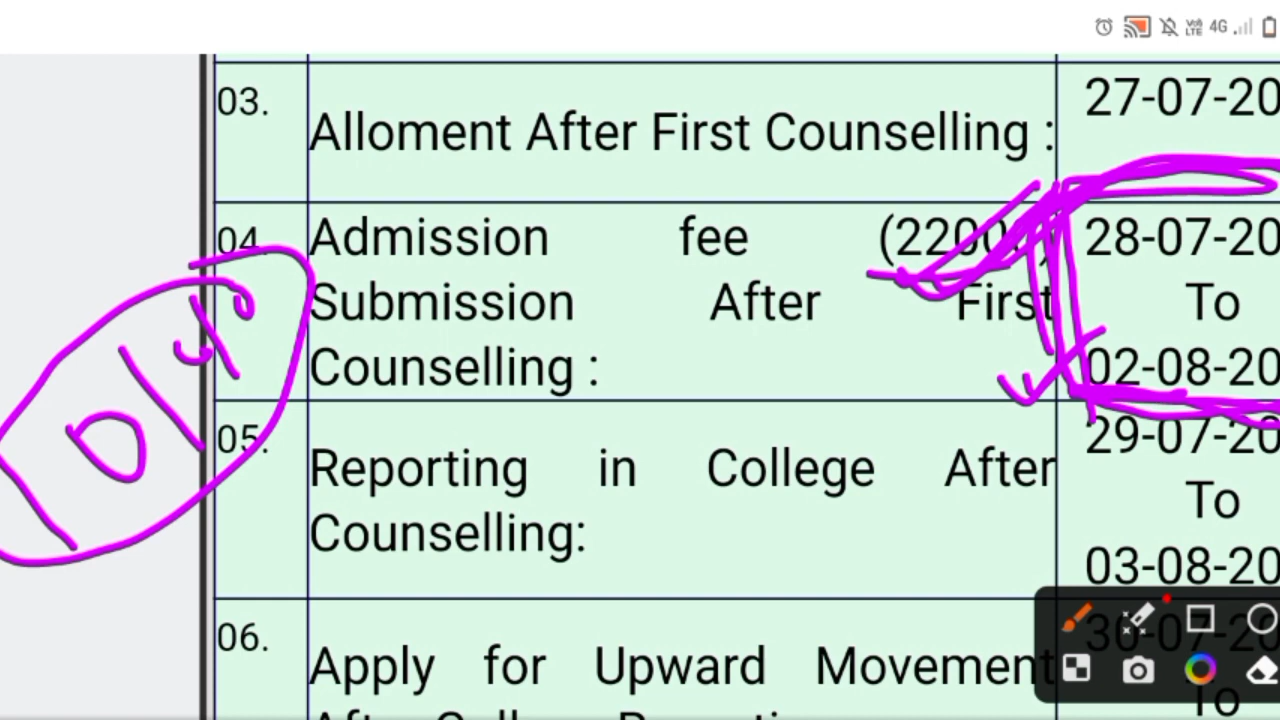 4G
03.
Alloment After First Counselling :
27-07-20
04.
Admission fee
Submission After First
Counselling :
28-07-20
To
02-08-20
05.
Reporting in College After
Counselling:
29-07-20
To
03-08-20
06.
Apply for Upward Movement
30-07-20
To